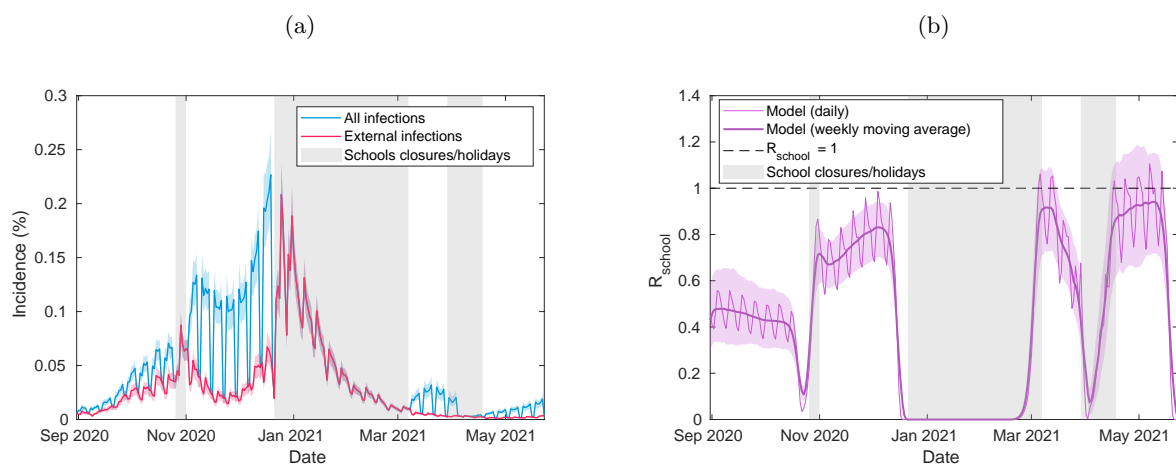 (a)
0.3
0.25
0.2
0.15
0.1
0.05
0
Incidence (%)
All infections
External infections
Schools closures/holidays
Sep 2020
Nov 2020
Jan 2021
Mar 2021
May 2021
Date
(b)
1.4
1.2
1
0.8
0.6
0.4
0.2
0
R_school
Model (daily)
Model (weekly moving average)
R_school = 1
School closures/holidays
Sep 2020
Nov 2020
Jan 2021
Mar 2021
May 2021
Date